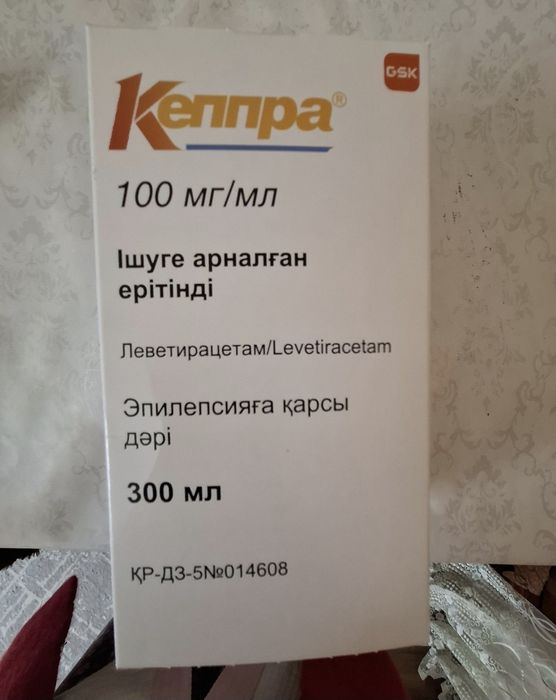 GSK
Кеппра®
100 мг/мл
Ішуге арналған
ерітінді
Леветирацетам/Levetiracetam
Эпилепсияға қарсы
дәрі
300 мл
ҚР-ДЗ-5№014608